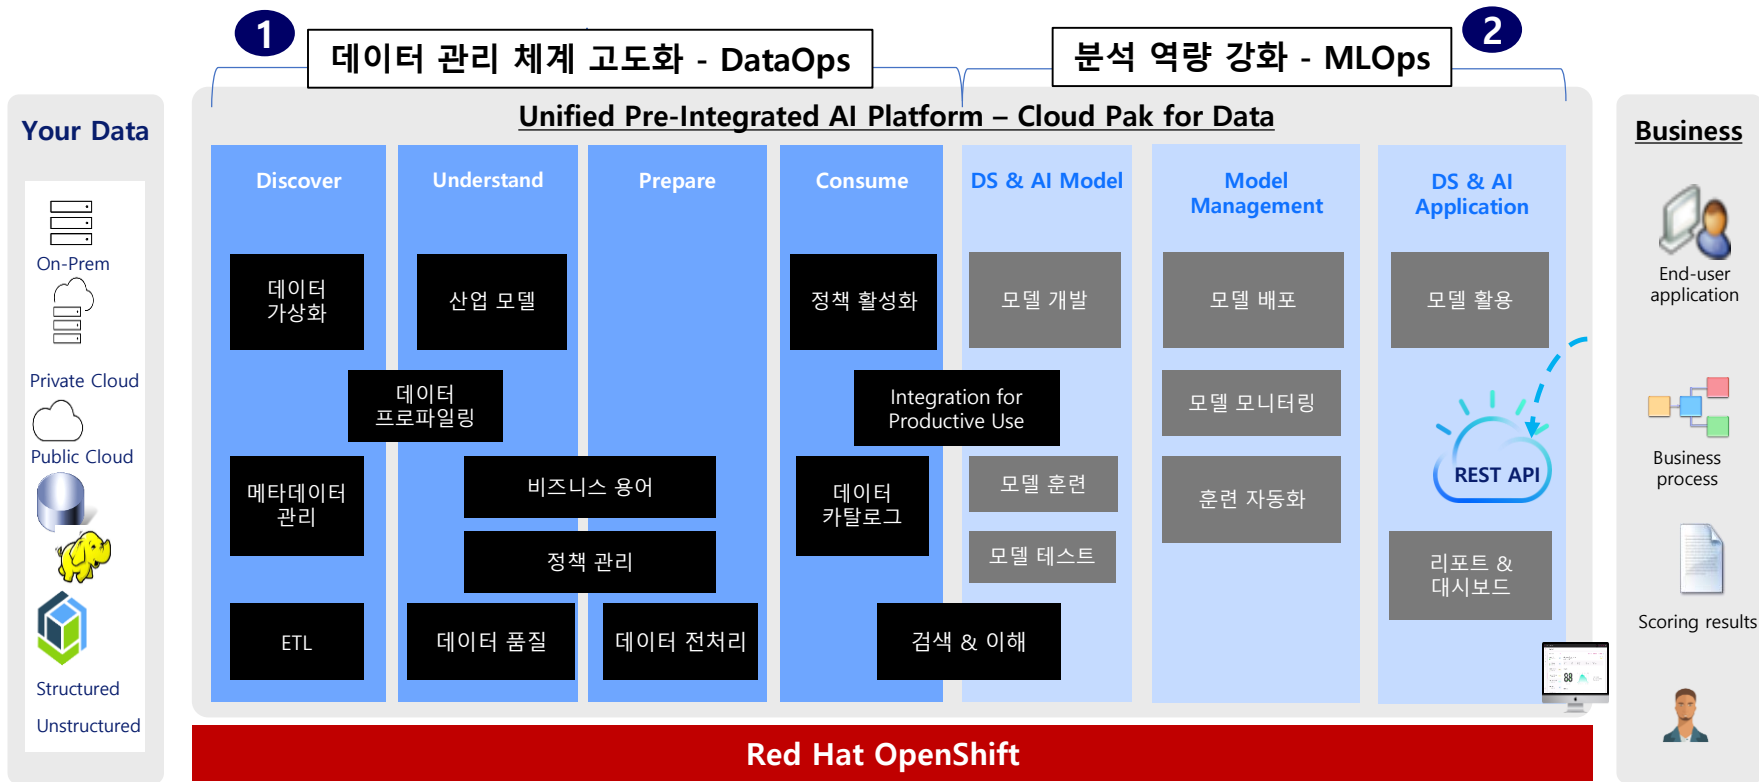 1
데이터 관리 체계 고도화 - DataOps
2
분석 역량 강화 - MLOps
Your Data
On-Prem
Private Cloud
Public Cloud
Structured
Unstructured
Unified Pre-Integrated AI Platform – Cloud Pak for Data
Discover
Understand
Prepare
Consume
DS & AI Model
Model
Management
DS & AI
Application
데이터
가상화
산업 모델
정책 활성화
모델 개발
모델 배포
모델 활용
데이터
프로파일링
Integration for
Productive Use
모델 모니터링
메타데이터
관리
비즈니스 용어
데이터
카탈로그
모델 훈련
훈련 자동화
REST API
정책 관리
모델 테스트
리포트 &
대시보드
ETL
데이터 품질
데이터 전처리
검색 & 이해
88
Red Hat OpenShift
Business
End-user
application
Business
process
Scoring results